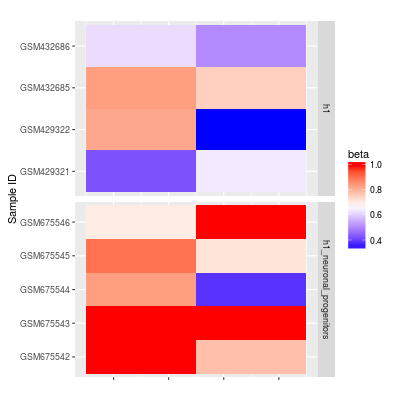 GSM432686
GSM432685
GSM429322
GSM429321
h1
GSM675546
GSM675545
GSM675544
GSM675543
GSM675542
h1_neuronal_progenitors
Sample ID
beta
1.0
0.8
0.6
0.4